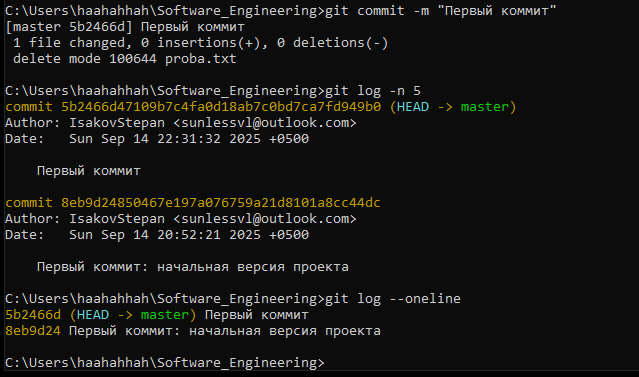 C:\Users\haahahhah\Software_Engineering>git commit -m "Первый коммит"
[master 5b2466d] Первый коммит
 1 file changed, 0 insertions(+), 0 deletions(-)
 delete mode 100644 proba.txt
C:\Users\haahahhah\Software_Engineering>git log -n 5
commit 5b2466d47109b7c4fa0d18ab7c0bd7ca7fd949b0 (HEAD -> master)
Author: IsakovStepan <sunlessvl@outlook.com>
Date:   Sun Sep 14 22:31:32 2025 +0500
    Первый коммит
commit 8eb9d24850467e197a076759a21d8101a8cc44dc
Author: IsakovStepan <sunlessvl@outlook.com>
Date:   Sun Sep 14 20:52:21 2025 +0500
    Первый коммит: начальная версия проекта
C:\Users\haahahhah\Software_Engineering>git log --oneline
5b2466d (HEAD -> master) Первый коммит
8eb9d24 Первый коммит: начальная версия проекта
C:\Users\haahahhah\Software_Engineering>